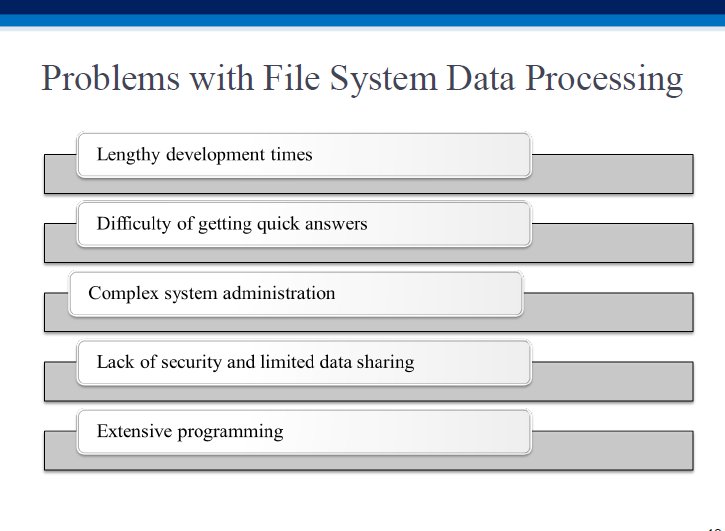 Problems with File System Data Processing
Lengthy development times
Difficulty of getting quick answers
Complex system administration
Lack of security and limited data sharing
Extensive programming